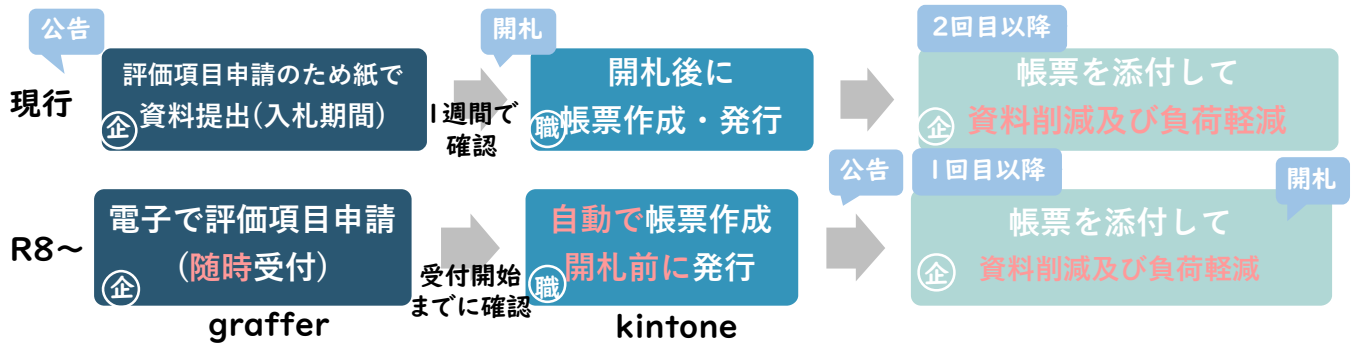 公告
開札
2回目以降
現行
評価項目申請のため紙で
資料提出(入札期間)
企
1週間で
確認
開札後に
帳票作成・発行
職
帳票を添付して
資料削減及び負荷軽減
企
公告
1回目以降
開札
R8~
電子で評価項目申請
(随時受付)
企
受付開始
までに確認
自動で帳票作成
開札前に発行
職
帳票を添付して
資料削減及び負荷軽減
企
graffer
kintone